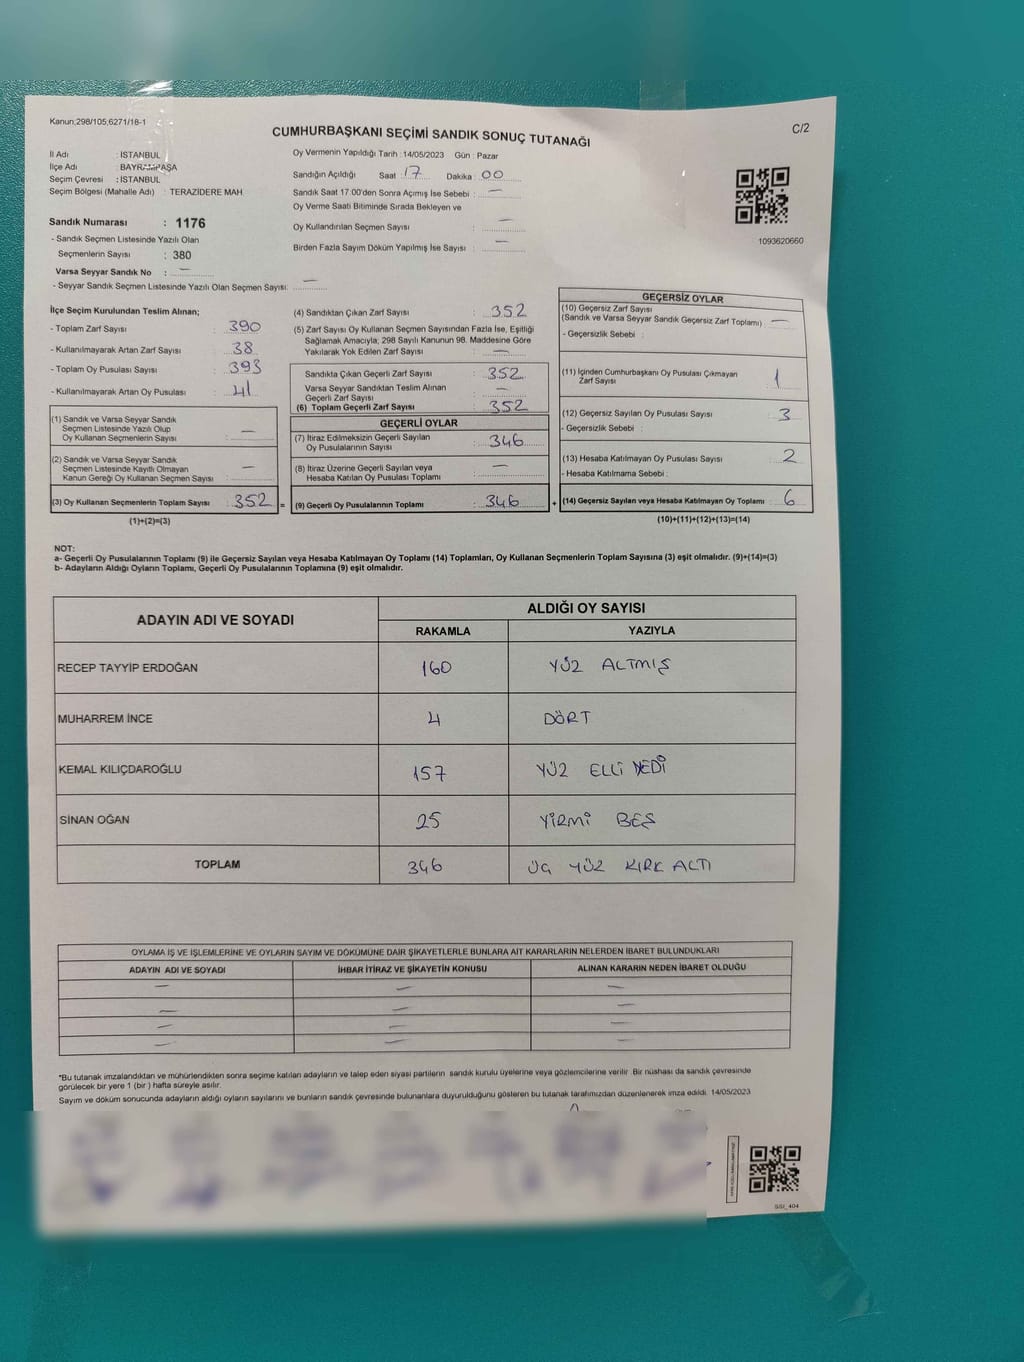 Kanun;298/105,6271/18-1
CUMHURBAŞKANI SEÇİMİ SANDIK SONUÇ TUTANAĞI
C/2
İl Adı : İSTANBUL
İlçe Adı : BAYRAMPAŞA
Seçim Çevresi : İSTANBUL
Seçim Bölgesi (Mahalle Adı) : TERAZİDERE MAH.
Sandık Numarası : 1176
- Sandık Seçmen Listesinde Yazılı Olan
Seçmenlerin Sayısı : 380
Varsa Seyyar Sandık No : —
- Seyyar Sandık Seçmen Listesinde Yazılı Olan Seçmen Sayısı: —
Oy Vermenin Yapıldığı Tarih : 14/05/2023 Gün : Pazar
Sandığın Açıldığı Saat : 17 Dakika : 00
Sandık Saat 17.00'den Sonra Açılmış İse Sebebi : —
Oy Verme Saati Bitiminde Sırada Bekleyen ve
Oy Kullandırılan Seçmen Sayısı : —
Birden Fazla Sayım Döküm Yapılmış İse Sayısı : —
1093620660
İlçe Seçim Kurulundan Teslim Alınan;
- Toplam Zarf Sayısı : 390
- Kullanılmayarak Artan Zarf Sayısı : 38
- Toplam Oy Pusulası Sayısı : 393
- Kullanılmayarak Artan Oy Pusulası : 41
(1) Sandık ve Varsa Seyyar Sandık
Seçmen Listesinde Yazılı Olup
Oy Kullanan Seçmenlerin Sayısı : —
(2) Sandık ve Varsa Seyyar Sandık
Seçmen Listesinde Kayıtlı Olmayan
Kanun Gereği Oy Kullanan Seçmen Sayısı : —
(3) Oy Kullanan Seçmenlerin Toplam Sayısı : 352 =
(1)+(2)=(3)
(4) Sandıktan Çıkan Zarf Sayısı : 352
(5) Zarf Sayısı Oy Kullanan Seçmen Sayısından Fazla İse, Eşitliği
Sağlamak Amacıyla; 298 Sayılı Kanunun 98. Maddesine Göre
Yakılarak Yok Edilen Zarf Sayısı : —
Sandıkta Çıkan Geçerli Zarf Sayısı : 352
Varsa Seyyar Sandıktan Teslim Alınan
Geçerli Zarf Sayısı : —
(6) Toplam Geçerli Zarf Sayısı : 352
GEÇERLİ OYLAR
(7) İtiraz Edilmeksizin Geçerli Sayılan
Oy Pusulalarının Sayısı : 346
(8) İtiraz Üzerine Geçerli Sayılan veya
Hesaba Katılan Oy Pusulası Toplamı : —
(9) Geçerli Oy Pusulalarının Toplamı : 346 +
GEÇERSİZ OYLAR
(10) Geçersiz Zarf Sayısı
(Sandık ve Varsa Seyyar Sandık Geçersiz Zarf Toplamı) : —
- Geçersizlik Sebebi :
(11) İçinden Cumhurbaşkanı Oy Pusulası Çıkmayan
Zarf Sayısı : 1
(12) Geçersiz Sayılan Oy Pusulası Sayısı : 3
- Geçersizlik Sebebi :
(13) Hesaba Katılmayan Oy Pusulası Sayısı : 2
- Hesaba Katılmama Sebebi :
(14) Geçersiz Sayılan veya Hesaba Katılmayan Oy Toplamı : 6
(10)+(11)+(12)+(13)=(14)
NOT:
a- Geçerli Oy Pusulalarının Toplamı (9) ile Geçersiz Sayılan veya Hesaba Katılmayan Oy Toplamı (14) Toplamları, Oy Kullanan Seçmenlerin Toplam Sayısına (3) eşit olmalıdır. (9)+(14)=(3)
b- Adayların Aldığı Oyların Toplamı, Geçerli Oy Pusulalarının Toplamına (9) eşit olmalıdır.
ADAYIN ADI VE SOYADI
ALDIĞI OY SAYISI
RAKAMLA YAZIYLA
RECEP TAYYİP ERDOĞAN 160 YÜZ ALTMIŞ
MUHARREM İNCE 4 DÖRT
KEMAL KILIÇDAROĞLU 157 YÜZ ELLİ YEDİ
SİNAN OĞAN 25 YİRMİ BEŞ
TOPLAM 346 ÜÇ YÜZ KIRK ALTI
OYLAMA İŞ VE İŞLEMLERİNE VE OYLARIN SAYIM VE DÖKÜMÜNE DAİR ŞİKAYETLERLE BUNLARA AİT KARARLARIN NELERDEN İBARET BULUNDUKLARI
ADAYIN ADI VE SOYADI İHBAR İTİRAZ VE ŞİKAYETİN KONUSU ALINAN KARARIN NEDEN İBARET OLDUĞU
— — —
— — —
— — —
— — —
*Bu tutanak imzalandıktan ve mühürlendikten sonra seçime katılan adayların ve talep eden siyasi partilerin sandık kurulu üyelerine veya gözlemcilerine verilir. Bir nüshası da sandık çevresinde
görülecek bir yere 1 (bir ) hafta süreyle asılır.
Sayım ve döküm sonucunda adayların aldığı oyların sayılarını ve bunların sandık çevresinde bulunanlara duyurulduğunu gösteren bu tutanak tarafımızdan düzenlenerek imza edildi. 14/05/2023
SSI_404